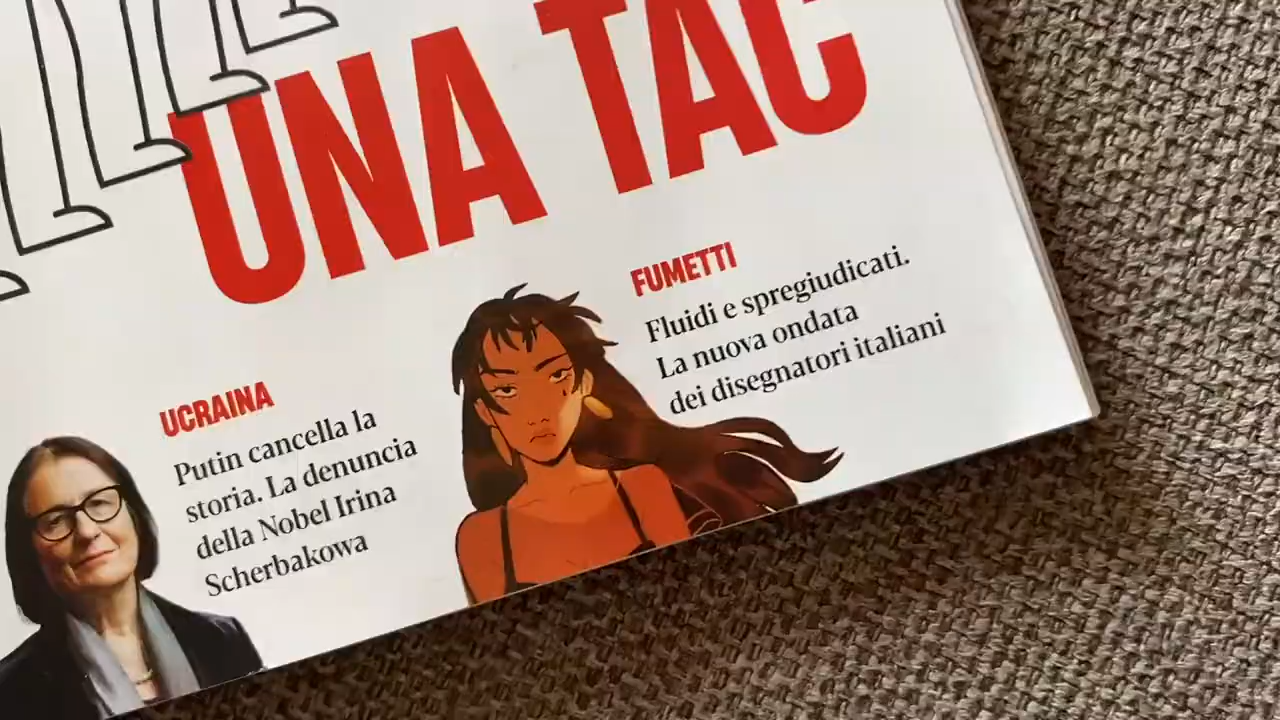 UNA TAC
UCRAINA
Putin cancella la
storia. La denuncia
della Nobel Irina
Scherbakowa
FUMETTI
Fluidi e spregiudicati.
La nuova ondata
dei disegnatori italiani